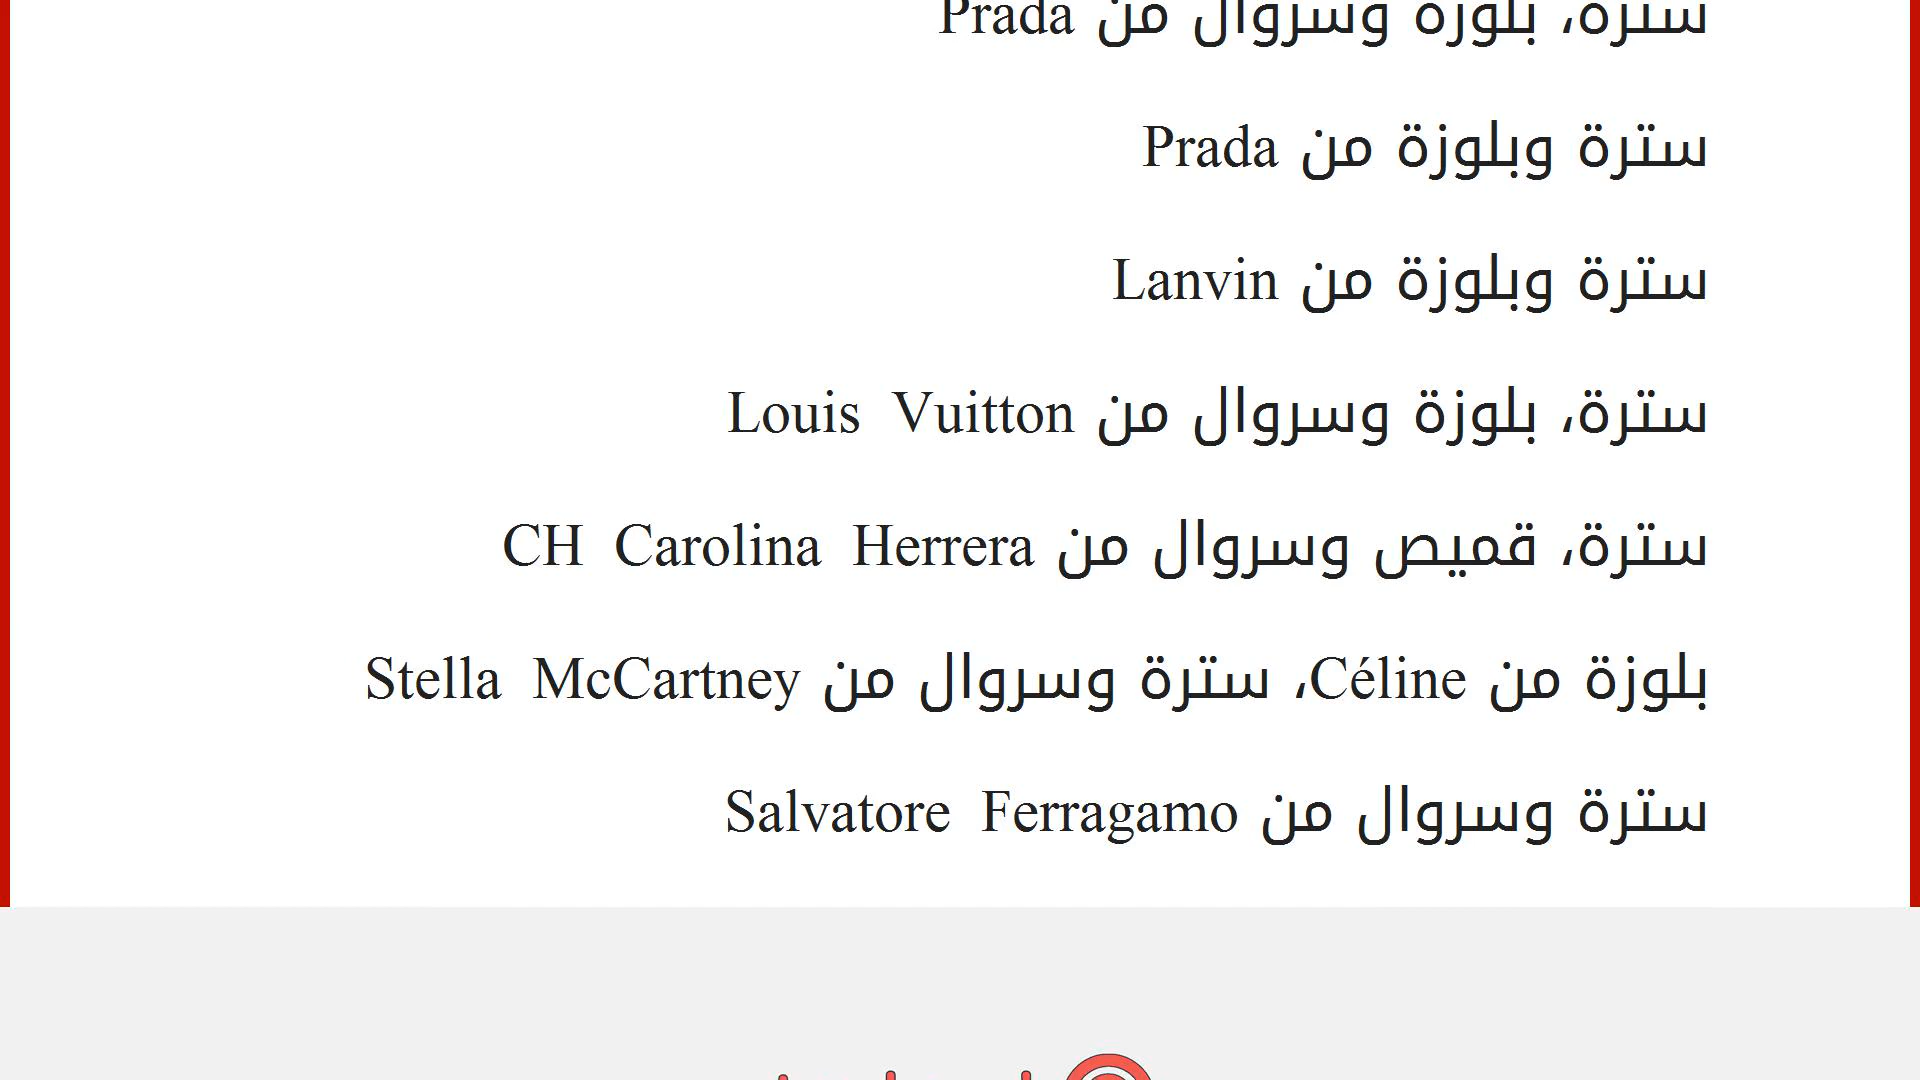 سترة، بلوزة وسروال من Prada
سترة وبلوزة من Prada
سترة وبلوزة من Lanvin
سترة، بلوزة وسروال من Louis Vuitton
سترة، قميص وسروال من CH Carolina Herrera
بلوزة من Céline، سترة وسروال من Stella McCartney
سترة وسروال من Salvatore Ferragamo